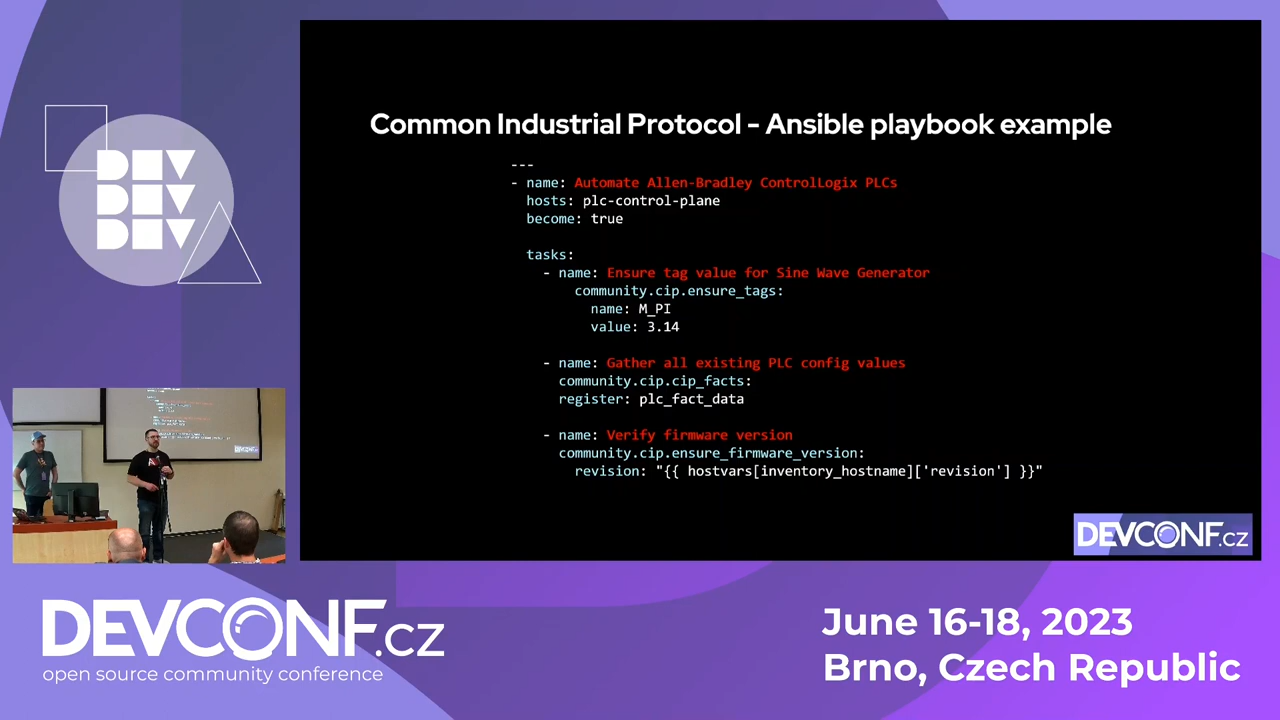 DEV
DEV
DEV
Common Industrial Protocol - Ansible playbook example
---
- name: Automate Allen-Bradley ControlLogix PLCs
hosts: plc-control-plane
become: true
tasks:
- name: Ensure tag value for Sine Wave Generator
community.cip.ensure_tags:
name: M_PI
value: 3.14
- name: Gather all existing PLC config values
community.cip.cip_facts:
register: plc_fact_data
- name: Verify firmware version
community.cip.ensure_firmware_version:
revision: "{{ hostvars[inventory_hostname]['revision'] }}"
DEVCONF.cz
DEVCONF.cz
open source community conference
June 16-18, 2023
Brno, Czech Republic